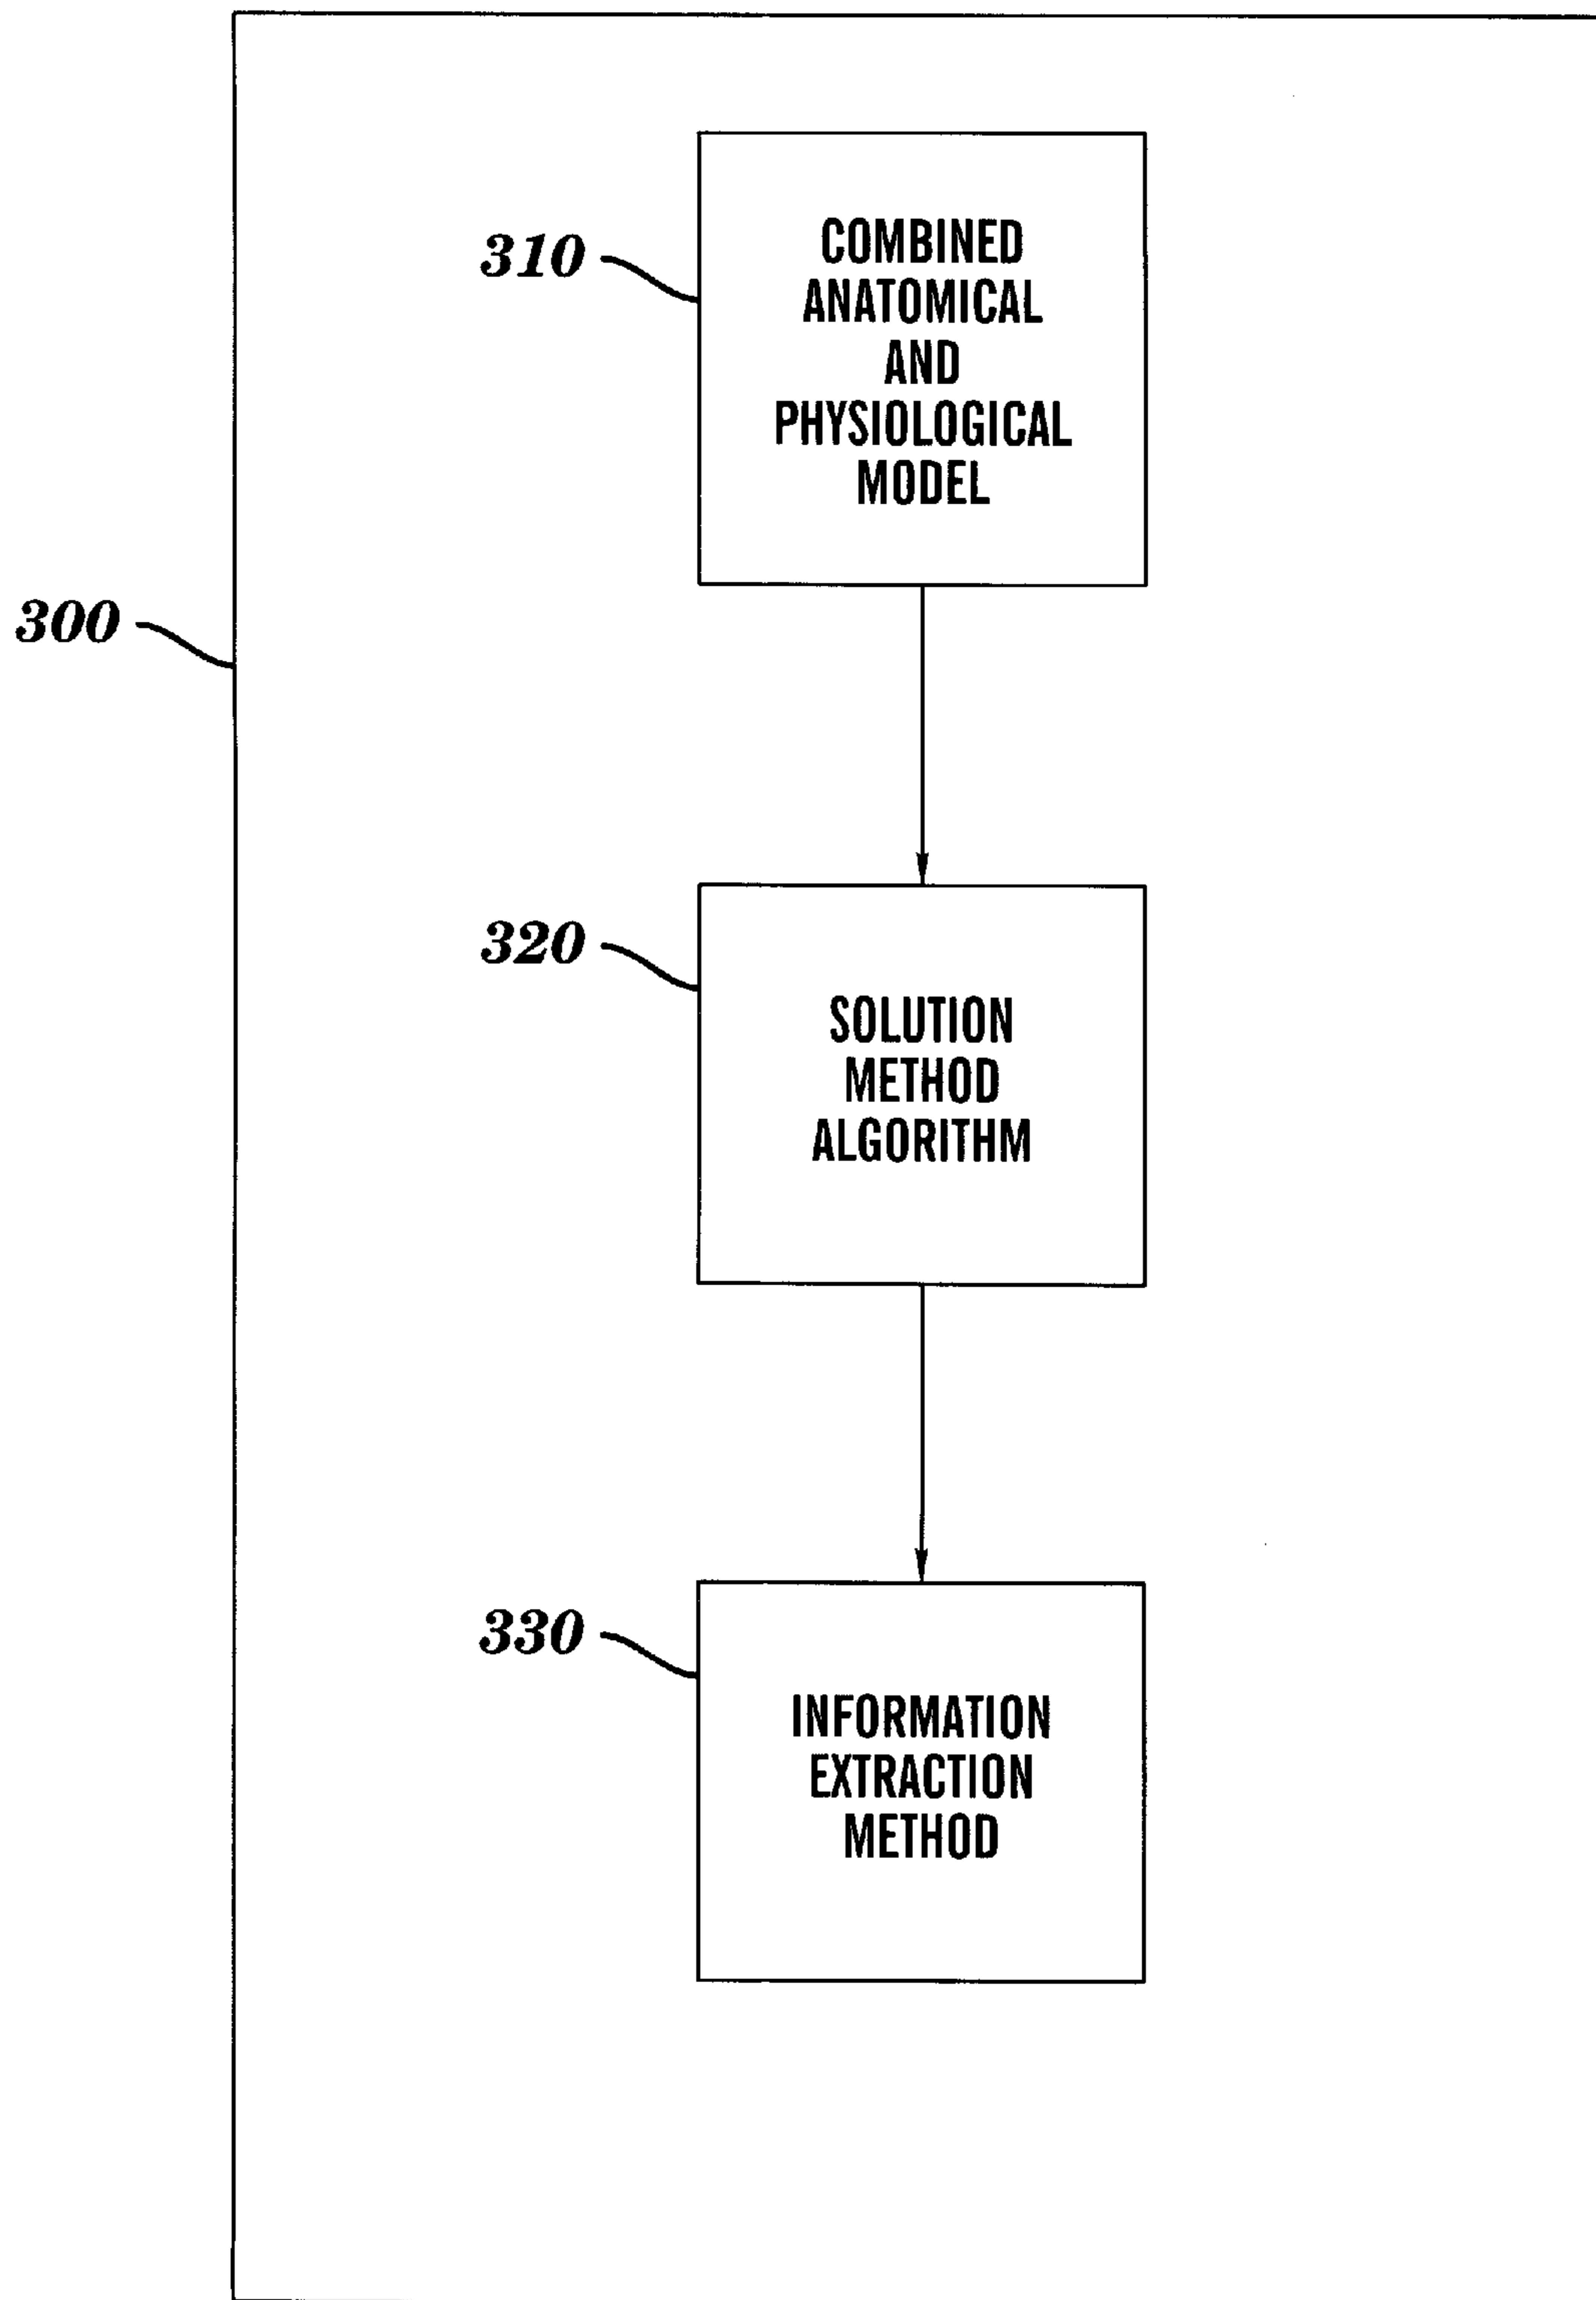 310
COMBINED
ANATOMICAL
AND
PHYSIOLOGICAL
MODEL
300
320
SOLUTION
METHOD
ALGORITHM
330
INFORMATION
EXTRACTION
METHOD